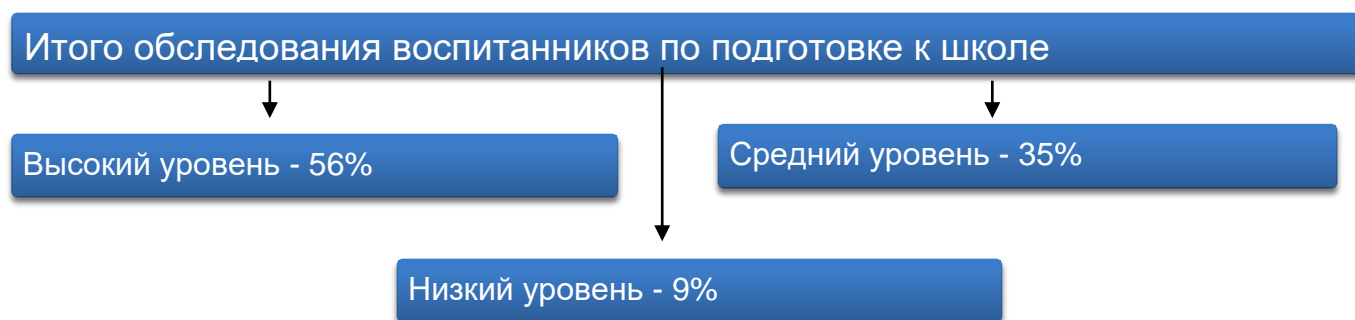 Итого обследования воспитанников по подготовке к школе
Высокий уровень - 56%
Средний уровень - 35%
Низкий уровень - 9%